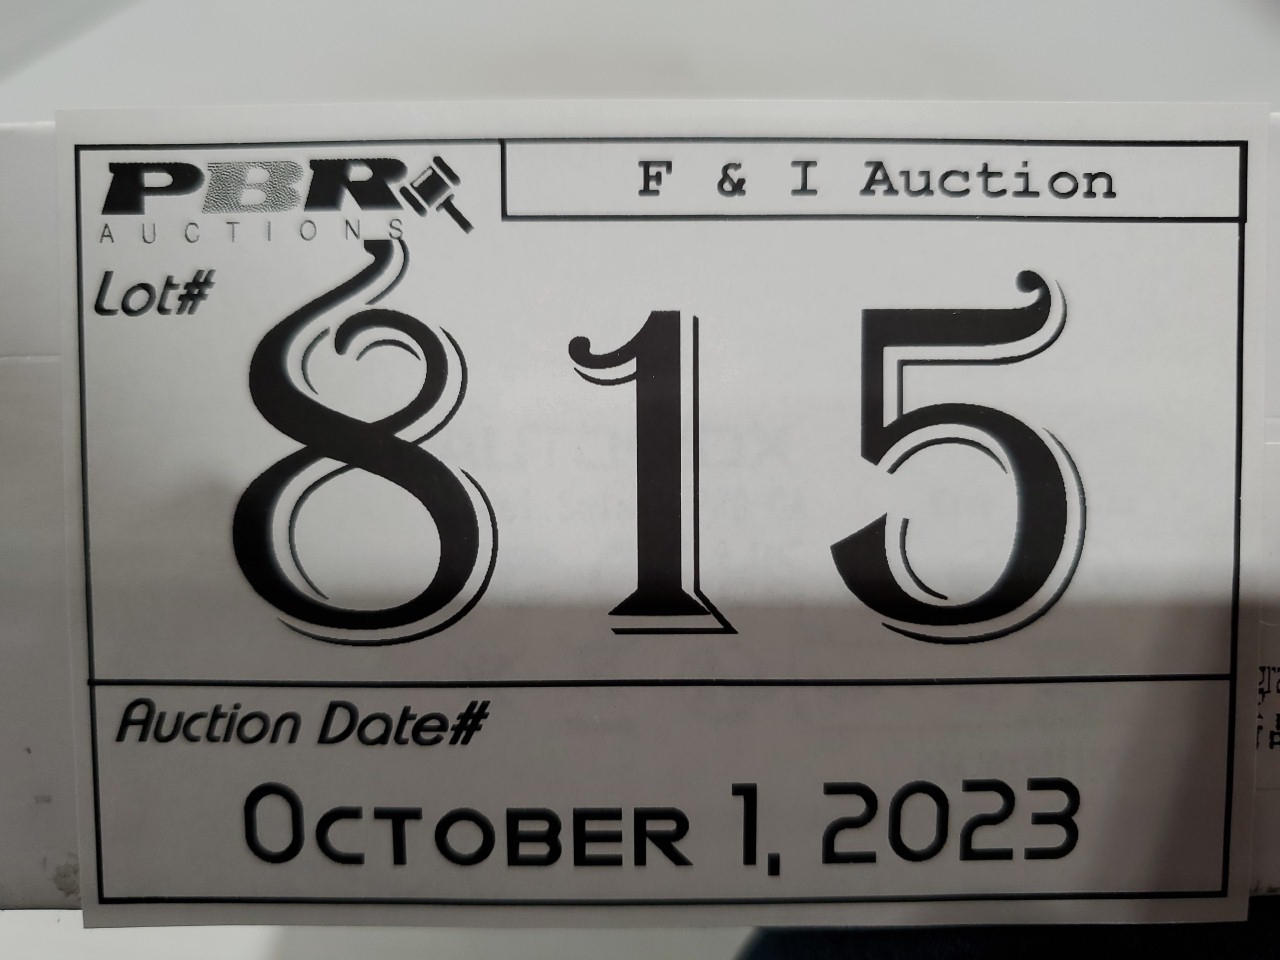 PBR
AUCTIONS
F & I Auction
Lot#
815
Auction Date#
OCTOBER 1, 2023